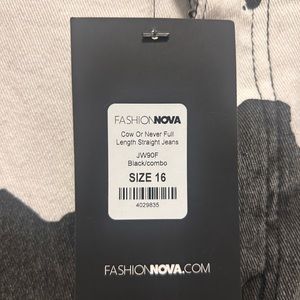 FASHIONNOVA
Cow Or Never Full
Length Straight Jeans
JW90F
Black/combo
SIZE 16
4029835
FASHIONNOVA.COM